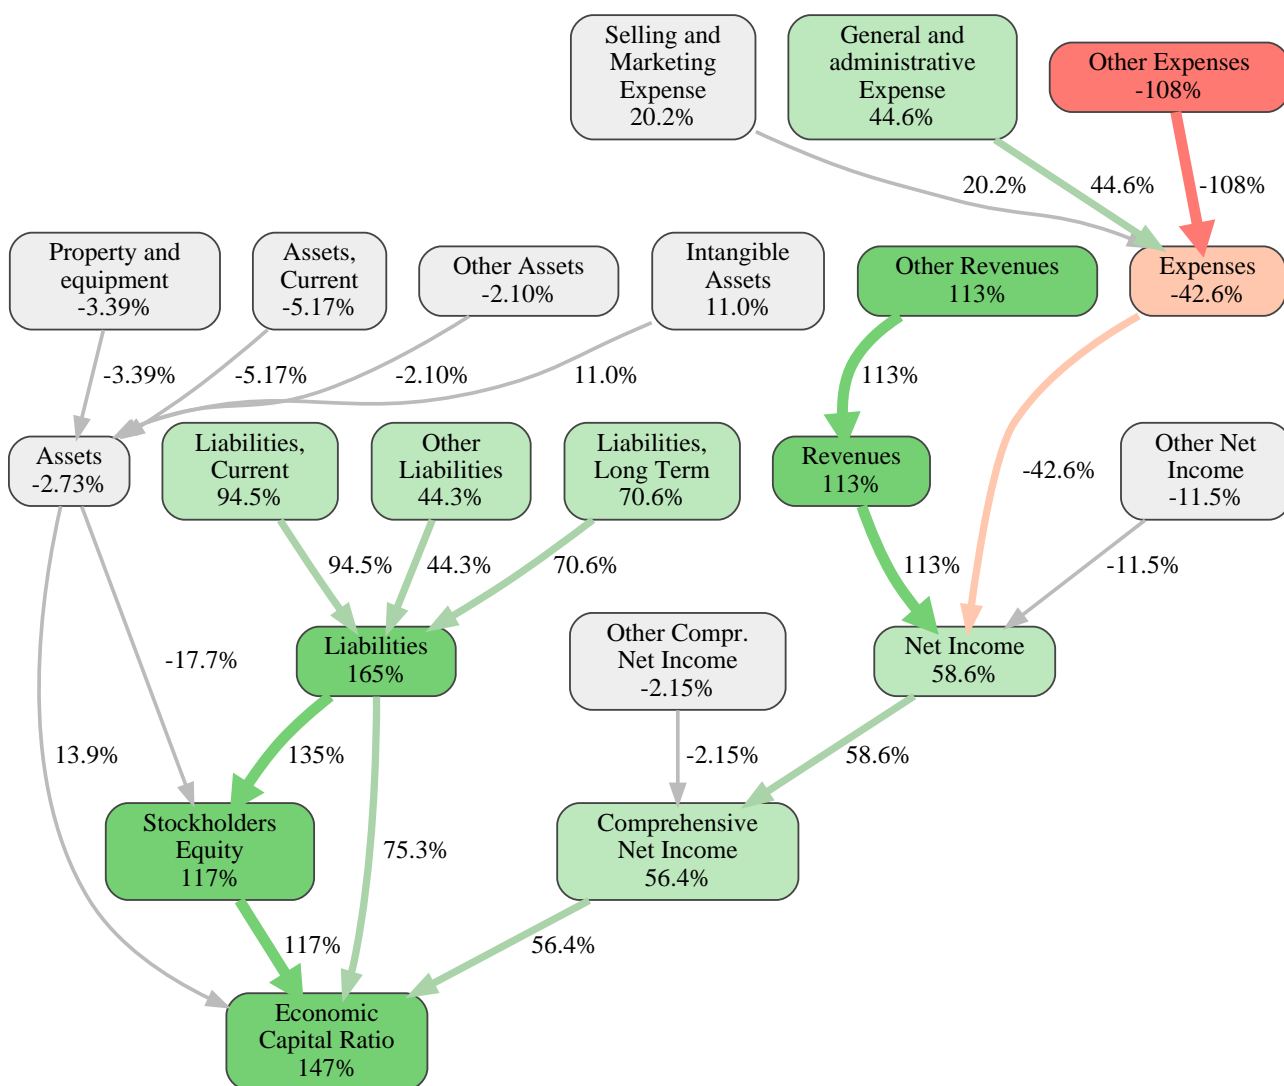 Selling and
Marketing
Expense
20.2%
General and
administrative
Expense
44.6%
Other Expenses
-108%
20.2%
44.6%
-108%
Property and
equipment
-3.39%
Assets,
Current
-5.17%
Other Assets
-2.10%
Intangible
Assets
11.0%
Other Revenues
113%
Expenses
-42.6%
-3.39%
-5.17%
-2.10%
11.0%
113%
Assets
-2.73%
Liabilities,
Current
94.5%
Other
Liabilities
44.3%
Liabilities,
Long Term
70.6%
Revenues
113%
-42.6%
Other Net
Income
-11.5%
94.5%
44.3%
70.6%
113%
-11.5%
-17.7%
Liabilities
165%
Other Compr.
Net Income
-2.15%
Net Income
58.6%
13.9%
135%
-2.15%
58.6%
Stockholders
Equity
117%
75.3%
Comprehensive
Net Income
56.4%
117%
56.4%
Economic
Capital Ratio
147%